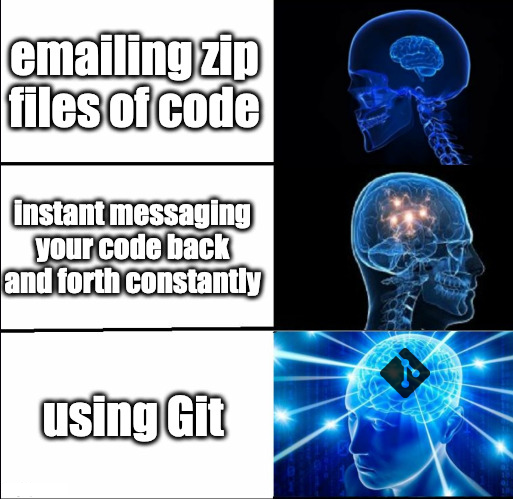 emailing zip
files of code
instant messaging
your code back
and forth constantly
using Git